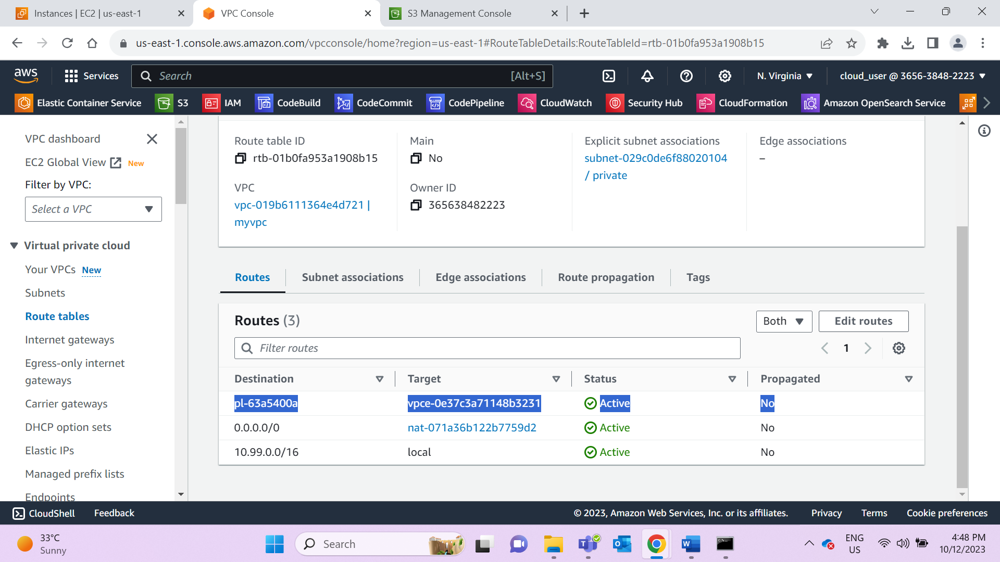 Instances | EC2 | us-east-1
VPC Console
S3 Management Console
us-east-1.console.aws.amazon.com/vpcconsole/home?region=us-east-1#RouteTableDetails:RouteTableId=rtb-01b0fa953a1908b15
aws
Services
Search
[Alt+S]
N. Virginia
cloud_user @ 3656-3848-2223
Elastic Container Service
S3
IAM
CodeBuild
CodeCommit
CodePipeline
CloudWatch
Security Hub
CloudFormation
Amazon OpenSearch Service
VPC dashboard
EC2 Global View New
Filter by VPC:
Select a VPC
Virtual private cloud
Your VPCs New
Subnets
Route tables
Internet gateways
Egress-only internet
gateways
Carrier gateways
DHCP option sets
Elastic IPs
Managed prefix lists
Endpoints
Route table ID
rtb-01b0fa953a1908b15
VPC
vpc-019b6111364e4d721 |
myvpc
Main
No
Owner ID
365638482223
Explicit subnet associations
subnet-029c0de6f88020104
/ private
Edge associations
–
Routes
Subnet associations
Edge associations
Route propagation
Tags
Routes (3)
Both
Edit routes
Filter routes
1
Destination Target Status Propagated
pl-63a5400a vpce-0e37c3a71148b3231 Active No
0.0.0.0/0 nat-071a36b122b7759d2 Active No
10.99.0.0/16 local Active No
CloudShell
Feedback
© 2023, Amazon Web Services, Inc. or its affiliates.
Privacy
Terms
Cookie preferences
33°C
Sunny
Search
ENG
US
4:48 PM
10/12/2023